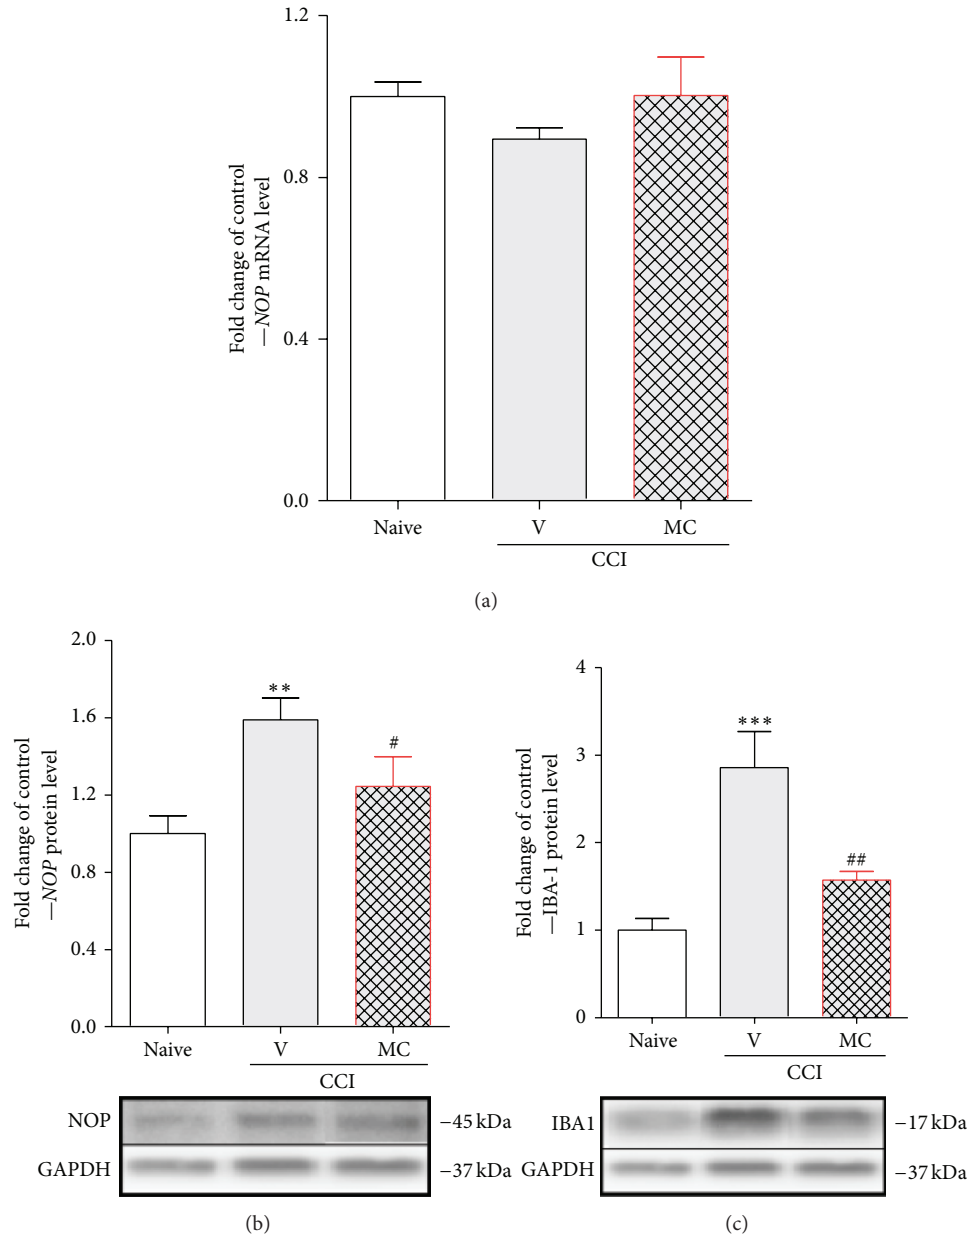 Fold change of control
—NOP mRNA level
1.2
0.8
0.4
0.0
Naive V MC
CCI
(a)
Fold change of control
—NOP protein level
2.0
1.6
1.2
0.8
0.4
0.0
**
#
Naive V MC
CCI
NOP −45 kDa
GAPDH −37 kDa
(b)
Fold change of control
—IBA-1 protein level
4
3
2
1
0
***
##
Naive V MC
CCI
IBA1 −17 kDa
GAPDH −37 kDa
(c)